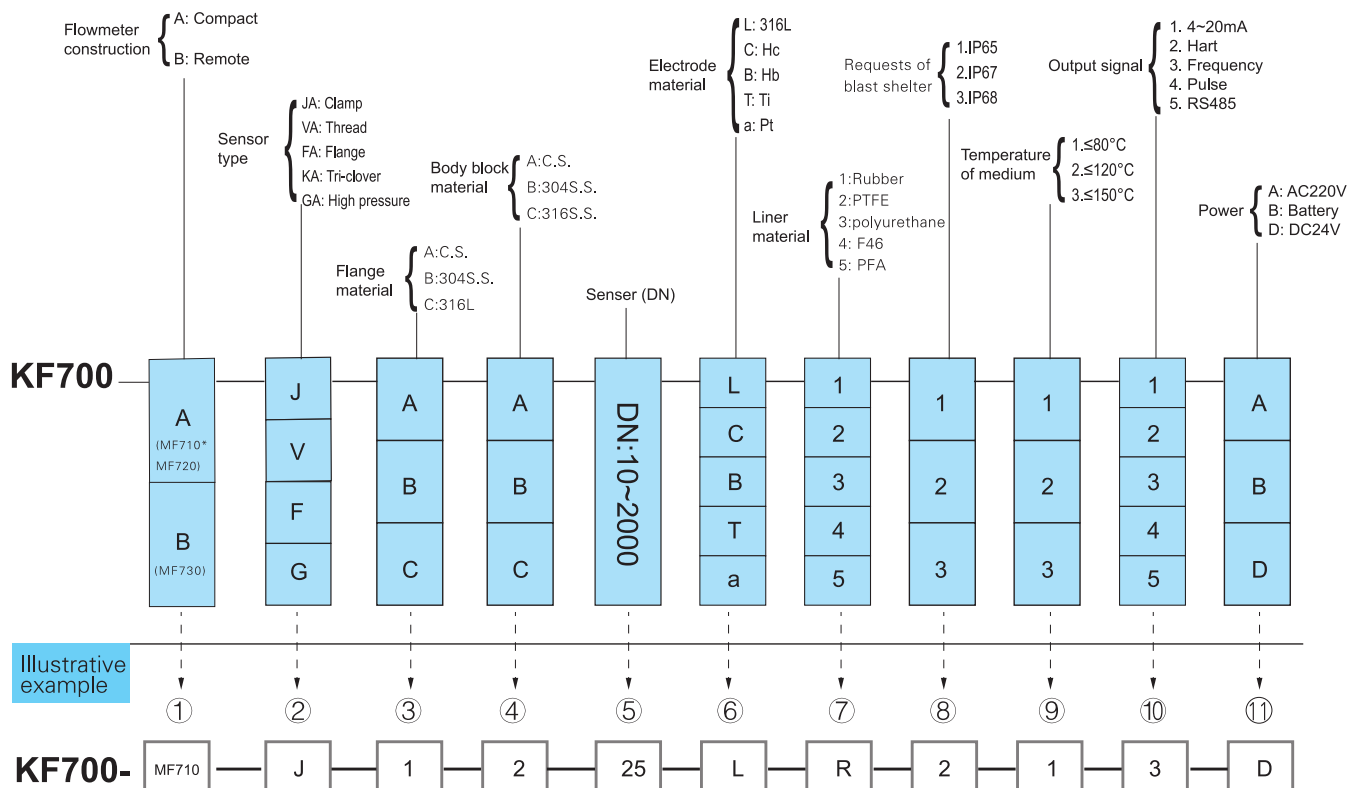 Flowmeter
construction
A: Compact
B: Remote
Sensor
type
JA: Clamp
VA: Thread
FA: Flange
KA: Tri-clover
GA: High pressure
Flange
material
A:C.S.
B:304S.S.
C:316L
Body block
material
A:C.S.
B:304S.S.
C:316S.S.
Senser (DN)
Electrode
material
L: 316L
C: Hc
B: Hb
T: Ti
a: Pt
Liner
material
1:Rubber
2:PTFE
3:polyurethane
4: F46
5: PFA
Requests of
blast shelter
1.IP65
2.IP67
3.IP68
Temperature
of medium
1.≤80°C
2.≤120°C
3.≤150°C
Output signal
1. 4~20mA
2. Hart
3. Frequency
4. Pulse
5. RS485
Power
A: AC220V
B: Battery
D: DC24V
KF700
A
(MF710*
MF720)
B
(MF730)
J
V
F
G
A
B
C
A
B
C
DN:10~2000
L
C
B
T
a
1
2
3
4
5
1
2
3
1
2
3
1
2
3
4
5
A
B
D
Illustrative
example
① ② ③ ④ ⑤ ⑥ ⑦ ⑧ ⑨ ⑩ ⑪
KF700- MF710 J 1 2 25 L R 2 1 3 D